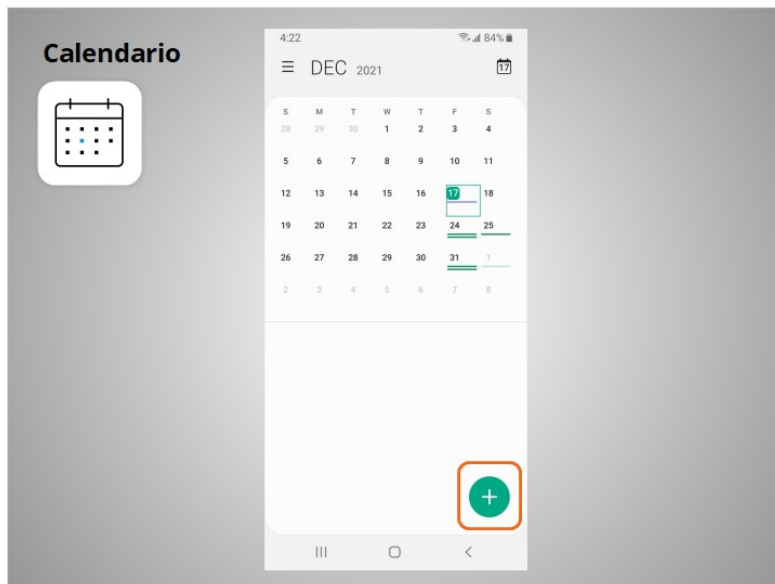 Calendario
4:22 84%
DEC 2021 17
S M T W T F S
28 29 30 1 2 3 4
5 6 7 8 9 10 11
12 13 14 15 16 17 18
19 20 21 22 23 24 25
26 27 28 29 30 31 1
2 3 4 5 6 7 8